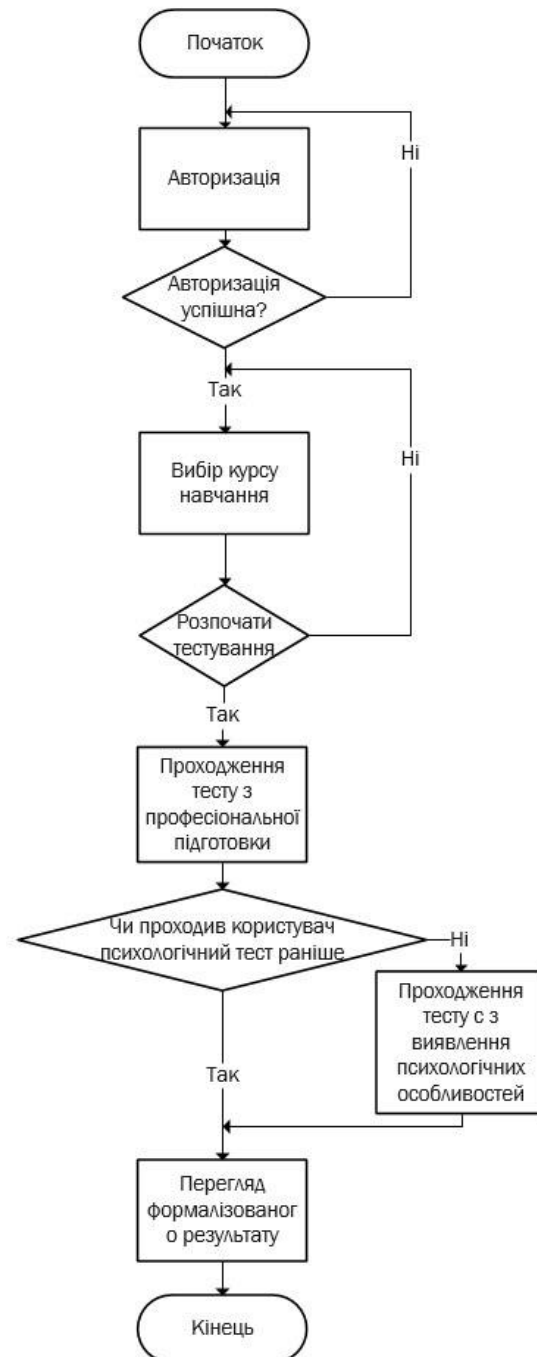 Початок
Ні
Авторизація
Авторизація
успішна?
Так
Ні
Вибір курсу
навчання
Розпочати
тестування
Так
Проходження
тесту з
професіональної
підготовки
Чи проходив користувач
психологічний тест раніше
Ні
Проходження
тесту с з
виявлення
психологічних
особливостей
Так
Перегляд
формалізованог
о результату
Кінець